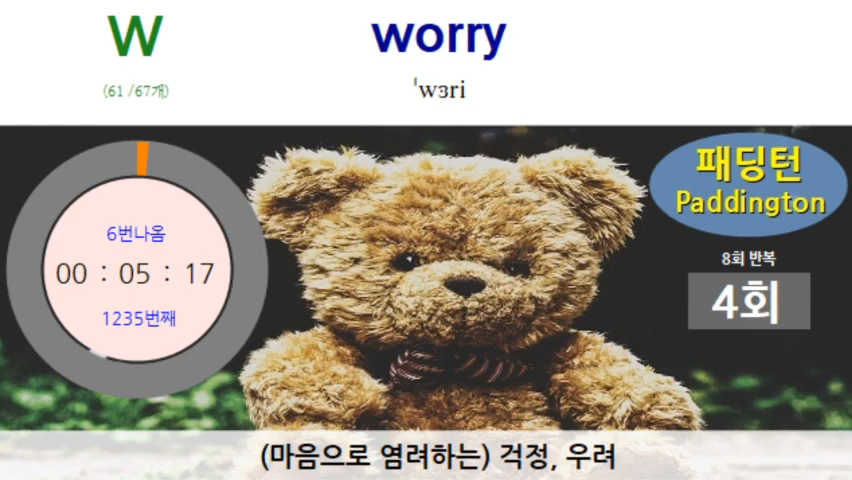 W
(61 /67개)
worry
ˈwɜri
6번나옴
00 : 05 : 17
1235번째
패딩턴
Paddington
8회 반복
4회
(마음으로 염려하는) 걱정, 우려